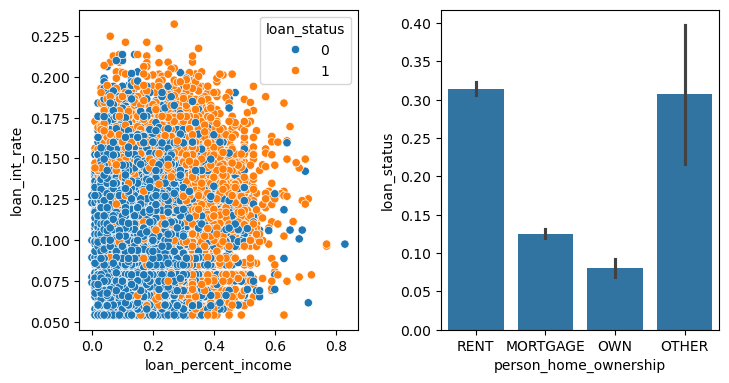 loan_status
0
1
0.225
0.200
0.175
0.150
0.125
0.100
0.075
0.050
loan_int_rate
0.0
0.2
0.4
0.6
0.8
loan_percent_income
0.40
0.35
0.30
0.25
0.20
0.15
0.10
0.05
0.00
loan_status
RENT
MORTGAGE
OWN
OTHER
person_home_ownership